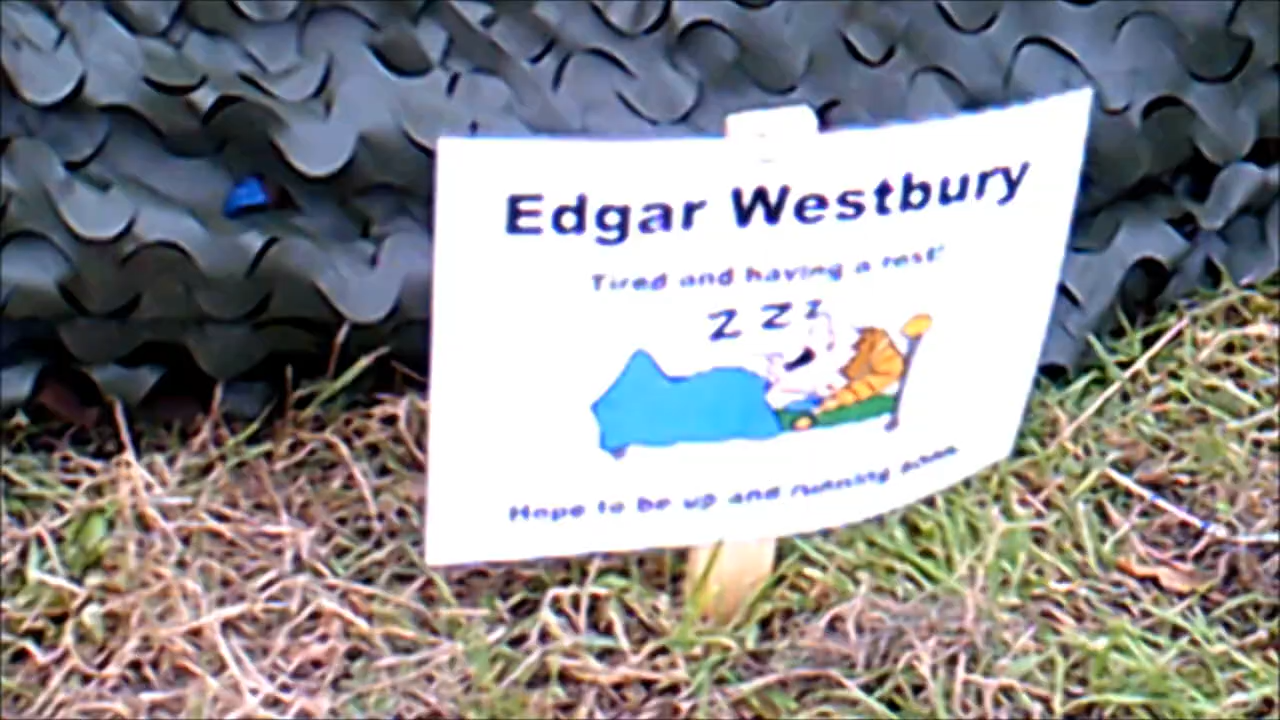 Edgar Westbury
Tired and having a rest!
Z Z Z
Hope to be up and running soon